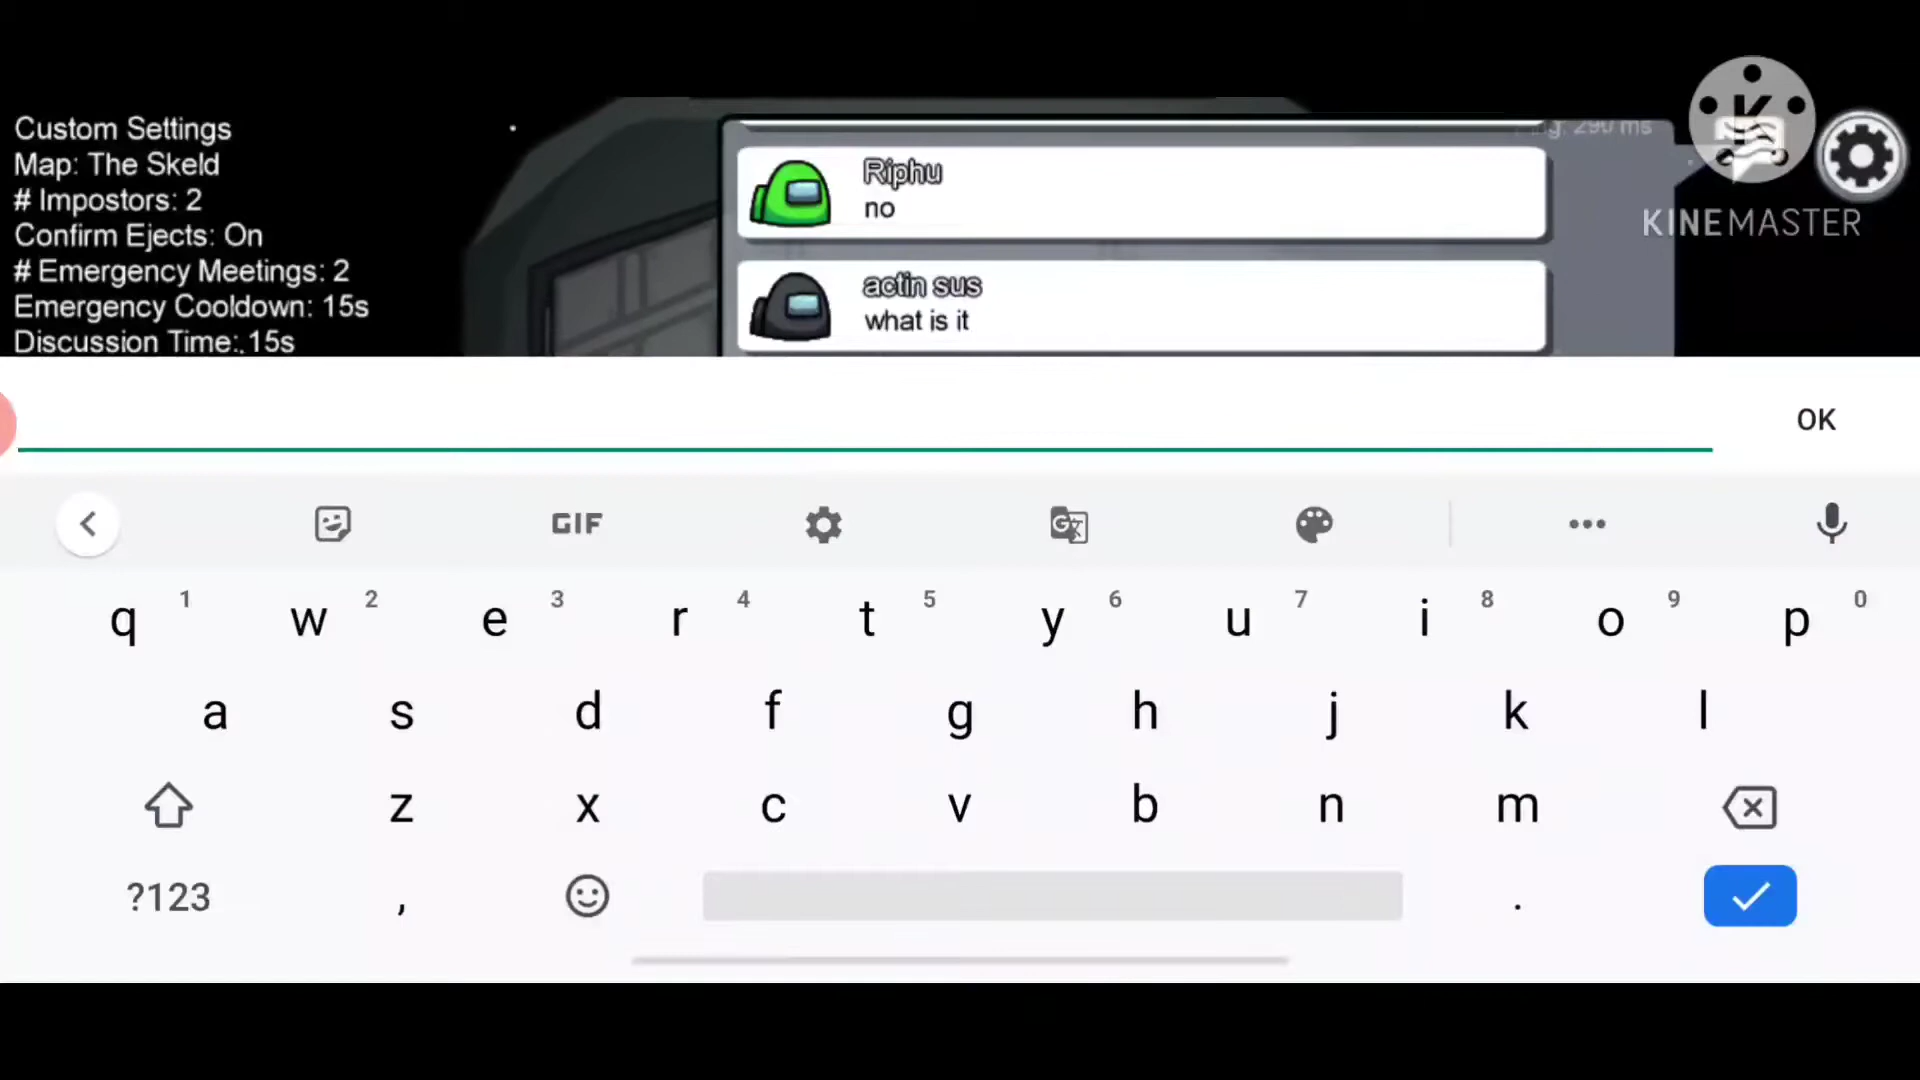 Custom Settings
Map: The Skeld
# Impostors: 2
Confirm Ejects: On
# Emergency Meetings: 2
Emergency Cooldown: 15s
Discussion Time: 15s
Riphu
no
actin sus
what is it
290 ms
KINEMASTER
OK
GIF
q 1 w 2 e 3 r 4 t 5 y 6 u 7 i 8 o 9 p 0
a s d f g h j k l
z x c v b n m
?123 , .